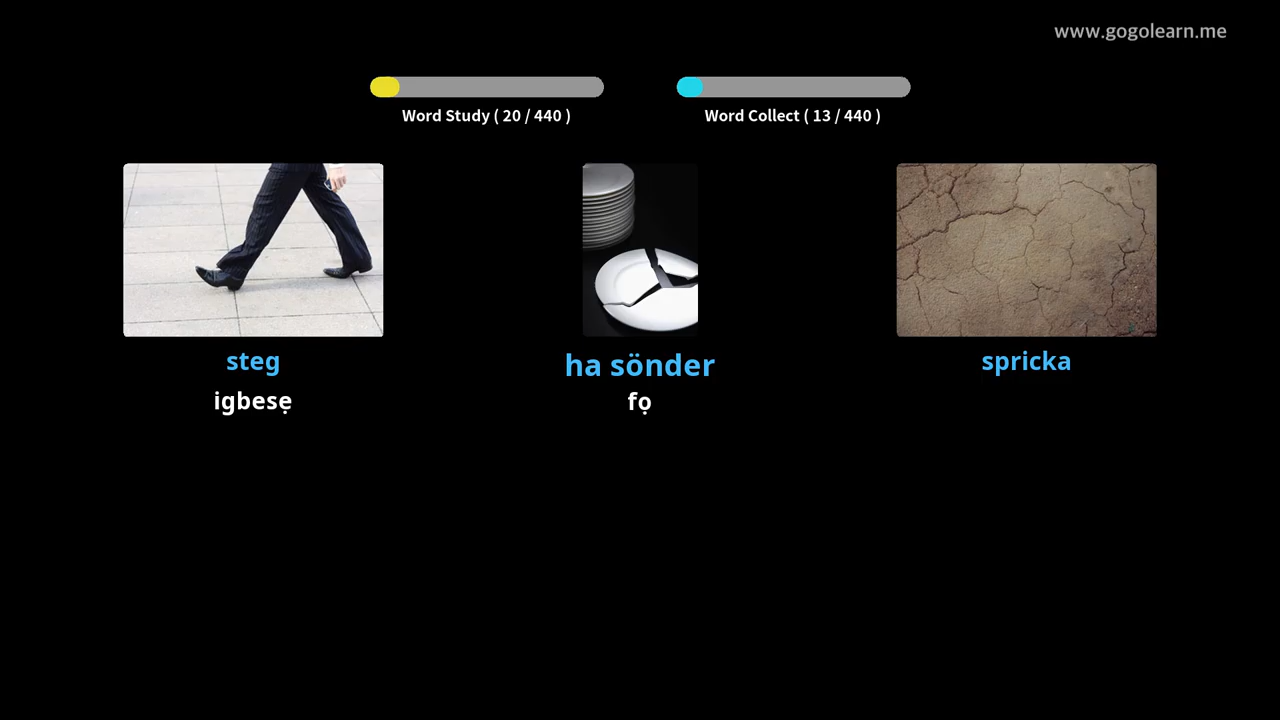 www.gogolearn.me
Word Study ( 20 / 440 )
Word Collect ( 13 / 440 )
steg
igbesẹ
ha sönder
fọ
spricka